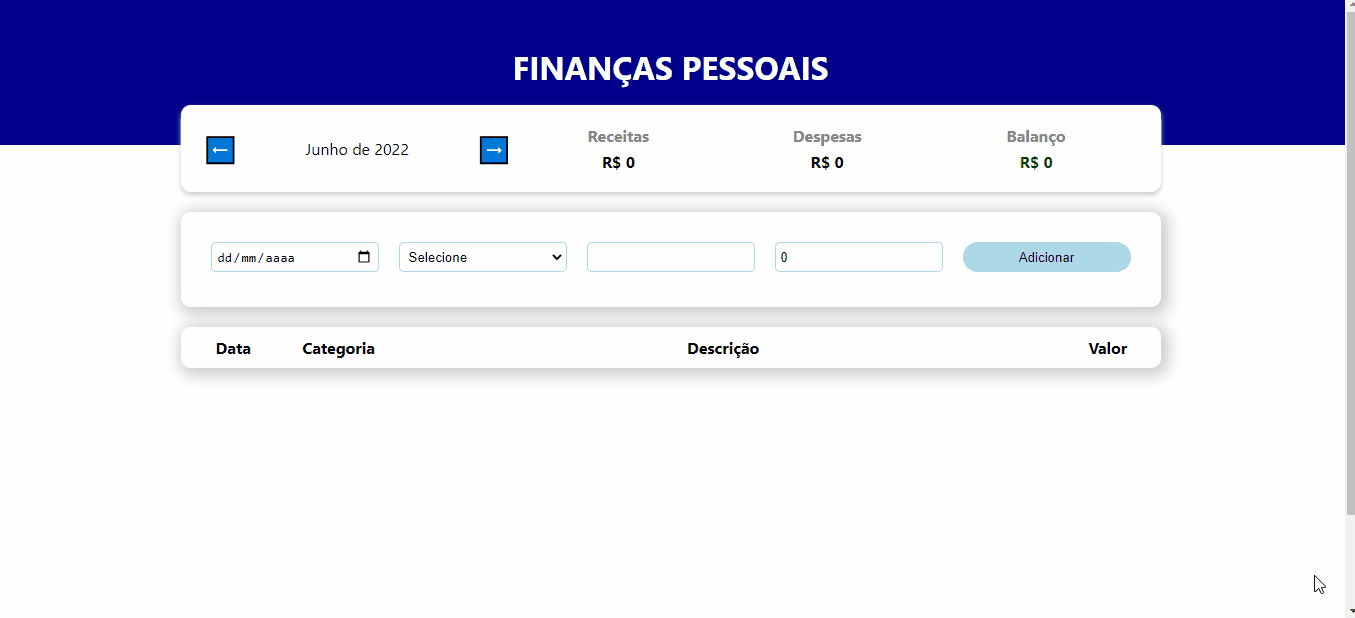 FINANÇAS PESSOAIS
← Junho de 2022 → Receitas Despesas Balanço
R$ 0 R$ 0 R$ 0
dd/mm/aaaa Selecione 0 Adicionar
Data Categoria Descrição Valor